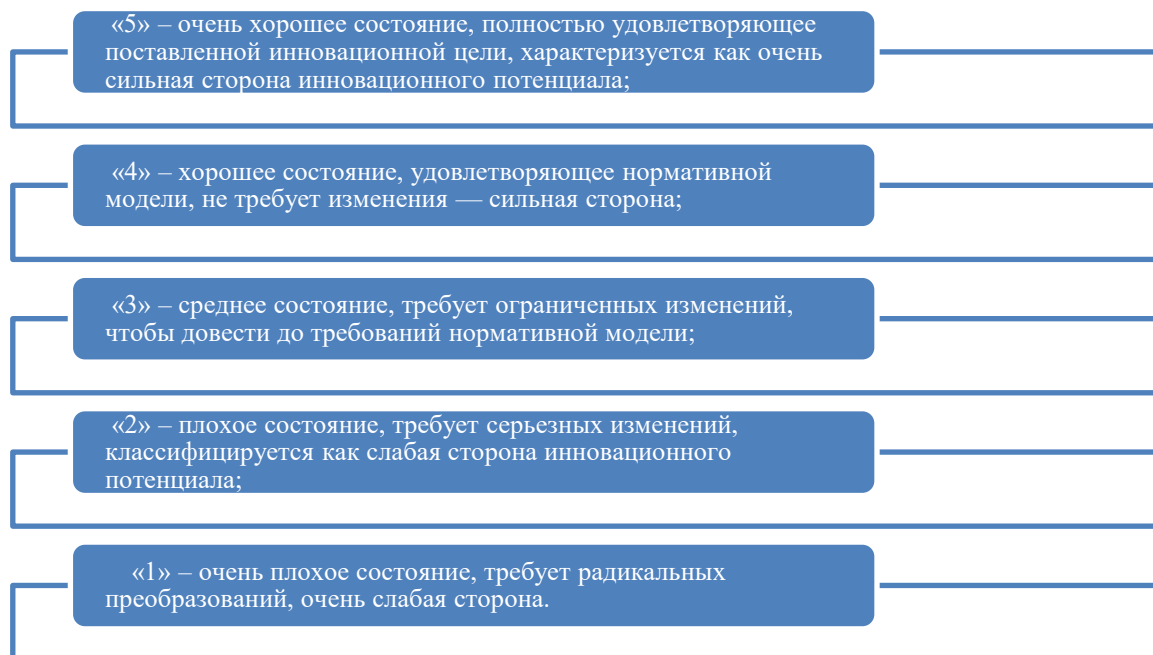 «5» – очень хорошее состояние, полностью удовлетворяющее
поставленной инновационной цели, характеризуется как очень
сильная сторона инновационного потенциала;
«4» – хорошее состояние, удовлетворяющее нормативной
модели, не требует изменения — сильная сторона;
«3» – среднее состояние, требует ограниченных изменений,
чтобы довести до требований нормативной модели;
«2» – плохое состояние, требует серьезных изменений,
классифицируется как слабая сторона инновационного
потенциала;
«1» – очень плохое состояние, требует радикальных
преобразований, очень слабая сторона.